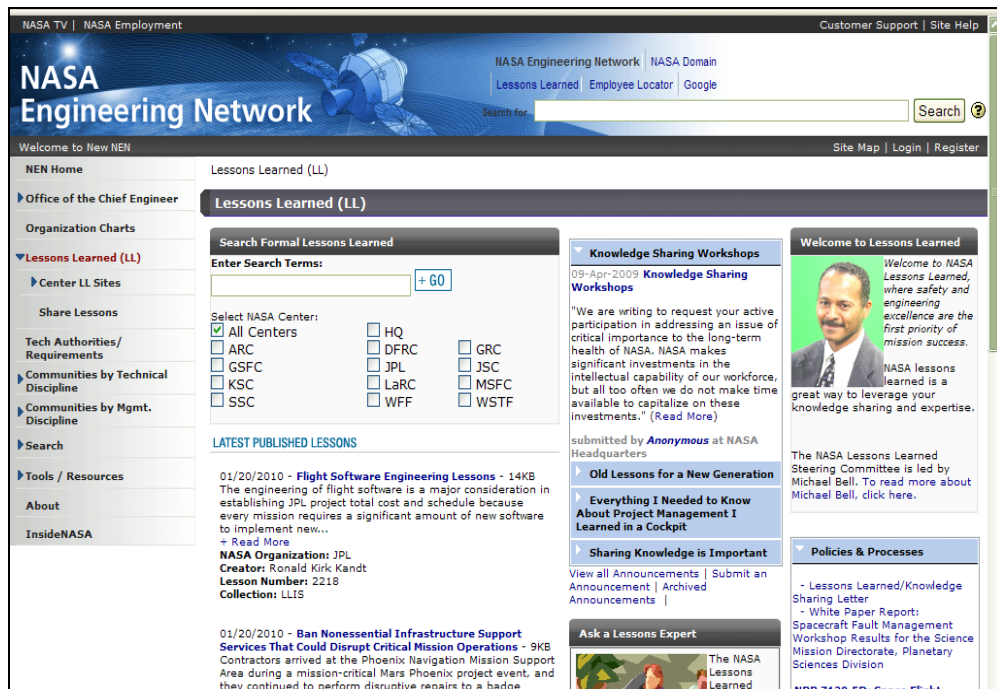 NASA TV | NASA Employment
Customer Support | Site Help
NASA
Engineering Network
NASA Engineering Network | NASA Domain
Lessons Learned | Employee Locator | Google
Search for
Search
Welcome to New NEN
Site Map | Login | Register
NEN Home
Office of the Chief Engineer
Organization Charts
Lessons Learned (LL)
Center LL Sites
Share Lessons
Tech Authorities/
Requirements
Communities by Technical
Discipline
Communities by Mgmt.
Discipline
Search
Tools / Resources
About
InsideNASA
Lessons Learned (LL)
Lessons Learned (LL)
Search Formal Lessons Learned
Enter Search Terms:
+ GO
Select NASA Center:
All Centers HQ
ARC DFRC GRC
GSFC JPL JSC
KSC LaRC MSFC
SSC WFF WSTF
LATEST PUBLISHED LESSONS
01/20/2010 - Flight Software Engineering Lessons - 14KB
The engineering of flight software is a major consideration in
establishing JPL project total cost and schedule because
every mission requires a significant amount of new software
to implement new...
+ Read More
NASA Organization: JPL
Creator: Ronald Kirk Kandt
Lesson Number: 2218
Collection: LLIS
01/20/2010 - Ban Nonessential Infrastructure Support
Services That Could Disrupt Critical Mission Operations - 9KB
Contractors arrived at the Phoenix Navigation Mission Support
Area during a mission-critical Mars Phoenix project event, and
they continued to perform disruptive repairs to a badge
Knowledge Sharing Workshops
09-Apr-2009 Knowledge Sharing
Workshops
"We are writing to request your active
participation in addressing an issue of
critical importance to the long-term
health of NASA. NASA makes
significant investments in the
intellectual capability of our workforce,
but all too often we do not make time
available to capitalize on these
investments." (Read More)
submitted by Anonymous at NASA
Headquarters
Old Lessons for a New Generation
Everything I Needed to Know
About Project Management I
Learned in a Cockpit
Sharing Knowledge is Important
View all Announcements | Submit an
Announcement | Archived
Announcements |
Ask a Lessons Expert
The NASA
Lessons
Learned
Welcome to Lessons Learned
Welcome to NASA
Lessons Learned,
where safety and
engineering
excellence are the
first priority of
mission success.
NASA lessons
learned is a
great way to leverage your
knowledge sharing and expertise.
The NASA Lessons Learned
Steering Committee is led by
Michael Bell. To read more about
Michael Bell, click here.
Policies & Processes
- Lessons Learned/Knowledge
Sharing Letter
- White Paper Report:
Spacecraft Fault Management
Workshop Results for the Science
Mission Directorate, Planetary
Sciences Division